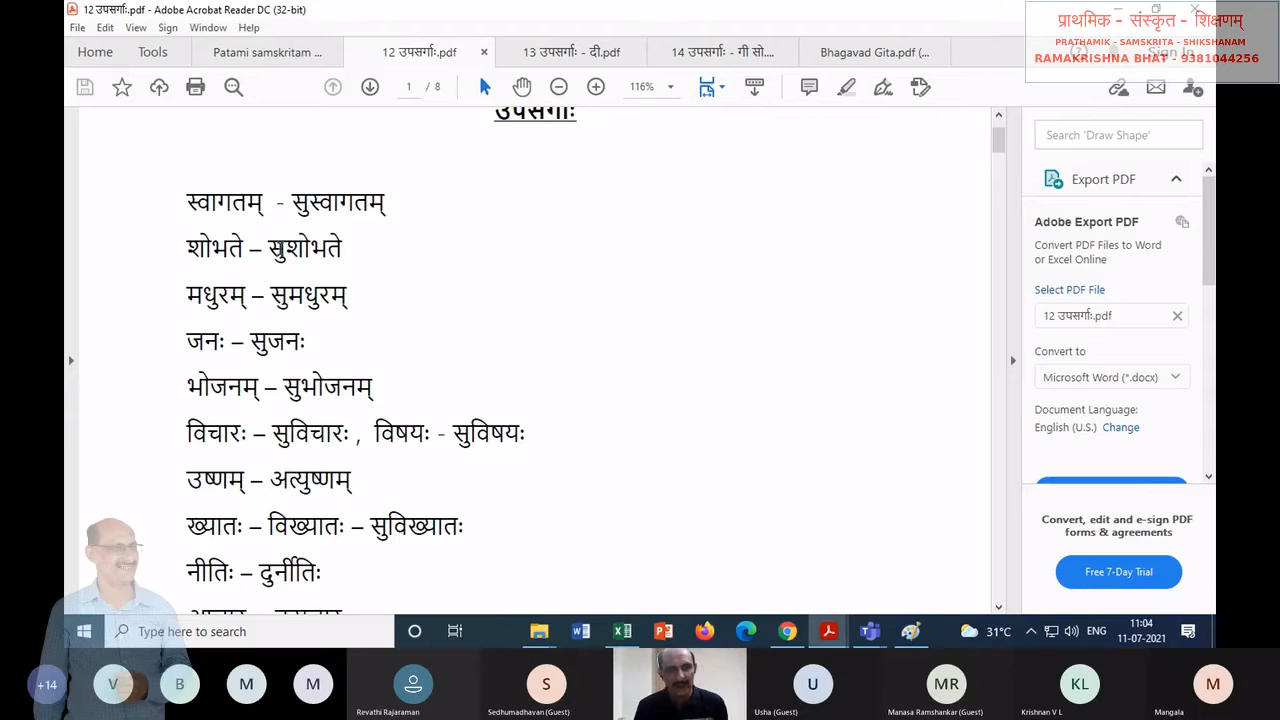 12 उपसर्गाः.pdf - Adobe Acrobat Reader DC (32-bit)
File Edit View Sign Window Help
Home Tools Patami samskritam ... 12 उपसर्गाः.pdf × 13 उपसर्गाः - दी.pdf 14 उपसर्गाः - गी सो.... Bhagavad Gita.pdf (... Sign In
प्राथमिक - संस्कृत - शिक्षणम्
PRATHAMIK - SAMSKRITA - SHIKSHANAM
RAMAKRISHNA BHAT - 9381044256
1 / 8 116%
उपसर्गाः
स्वागतम् - सुस्वागतम्
शोभते – सुशोभते
मधुरम् – सुमधुरम्
जनः – सुजनः
भोजनम् – सुभोजनम्
विचारः – सुविचारः , विषयः - सुविषयः
उष्णम् – अत्युष्णम्
ख्यातः – विख्यातः – सुविख्यातः
नीतिः – दुर्नीतिः
Search 'Draw Shape'
Export PDF
Adobe Export PDF
Convert PDF Files to Word
or Excel Online
Select PDF File
12 उपसर्गाः.pdf ×
Convert to
Microsoft Word (*.docx)
Document Language:
English (U.S.) Change
Convert, edit and e-sign PDF
forms & agreements
Free 7-Day Trial
Type here to search
31°C ENG 11:04
11-07-2021
+14 V B M M S U MR KL M
Revathi Rajaraman Sedhumadhavan (Guest) Usha (Guest) Manasa Ramshankar (Guest) Krishnan V L Mangala